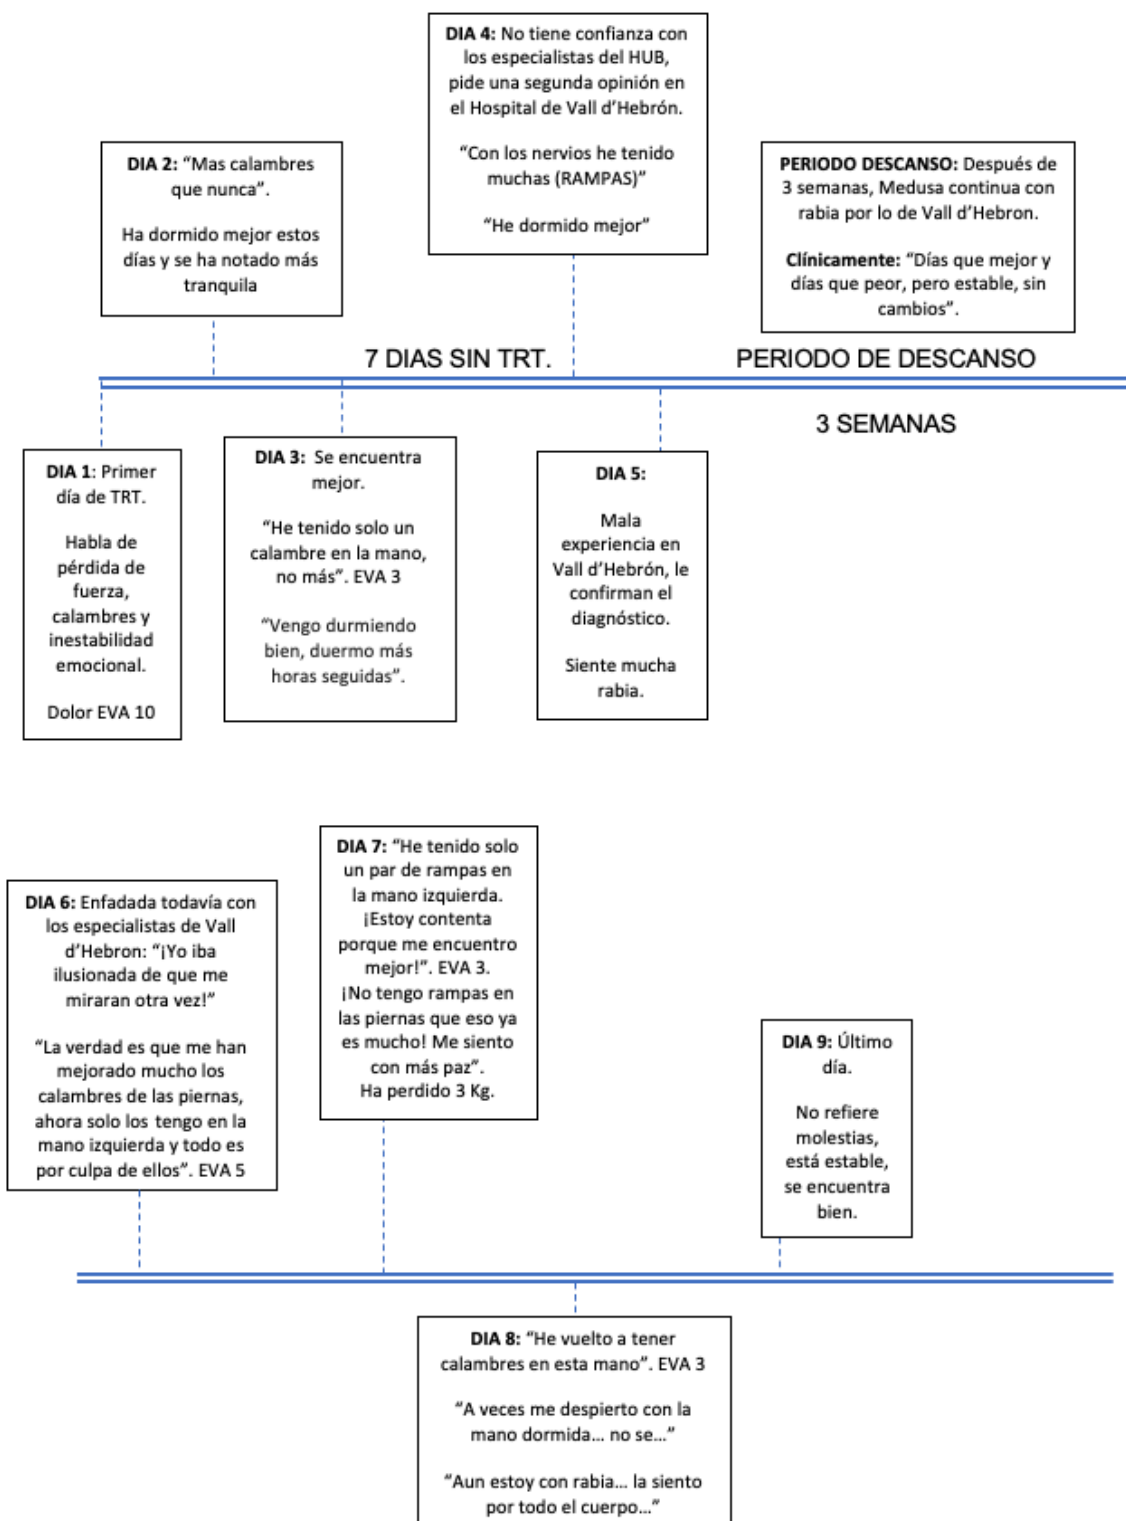 DIA 4: No tiene confianza con
los especialistas del HUB,
pide una segunda opinión en
el Hospital de Vall d’Hebrón.
“Con los nervios he tenido
muchas (RAMPAS)”
“He dormido mejor”
DIA 2: “Mas calambres
que nunca”.
Ha dormido mejor estos
días y se ha notado más
tranquila
PERIODO DESCANSO: Después de
3 semanas, Medusa continua con
rabia por lo de Vall d’Hebron.
Clínicamente: “Días que mejor y
días que peor, pero estable, sin
cambios”.
7 DIAS SIN TRT.
PERIODO DE DESCANSO
3 SEMANAS
DIA 1: Primer
día de TRT.
Habla de
pérdida de
fuerza,
calambres y
inestabilidad
emocional.
Dolor EVA 10
DIA 3: Se encuentra
mejor.
“He tenido solo un
calambre en la mano,
no más”. EVA 3
“Vengo durmiendo
bien, duermo más
horas seguidas”.
DIA 5:
Mala
experiencia en
Vall d’Hebrón, le
confirman el
diagnóstico.
Siente mucha
rabia.
DIA 6: Enfadada todavía con
los especialistas de Vall
d’Hebron: “¡Yo iba
ilusionada de que me
miraran otra vez!”
“La verdad es que me han
mejorado mucho los
calambres de las piernas,
ahora solo los tengo en la
mano izquierda y todo es
por culpa de ellos”. EVA 5
DIA 7: “He tenido solo
un par de rampas en
la mano izquierda.
¡Estoy contenta
porque me encuentro
mejor!”. EVA 3.
¡No tengo rampas en
las piernas que eso ya
es mucho! Me siento
con más paz”.
Ha perdido 3 Kg.
DIA 9: Último
día.
No refiere
molestias,
está estable,
se encuentra
bien.
DIA 8: “He vuelto a tener
calambres en esta mano”. EVA 3
“A veces me despierto con la
mano dormida… no se…”
“Aun estoy con rabia… la siento
por todo el cuerpo…”